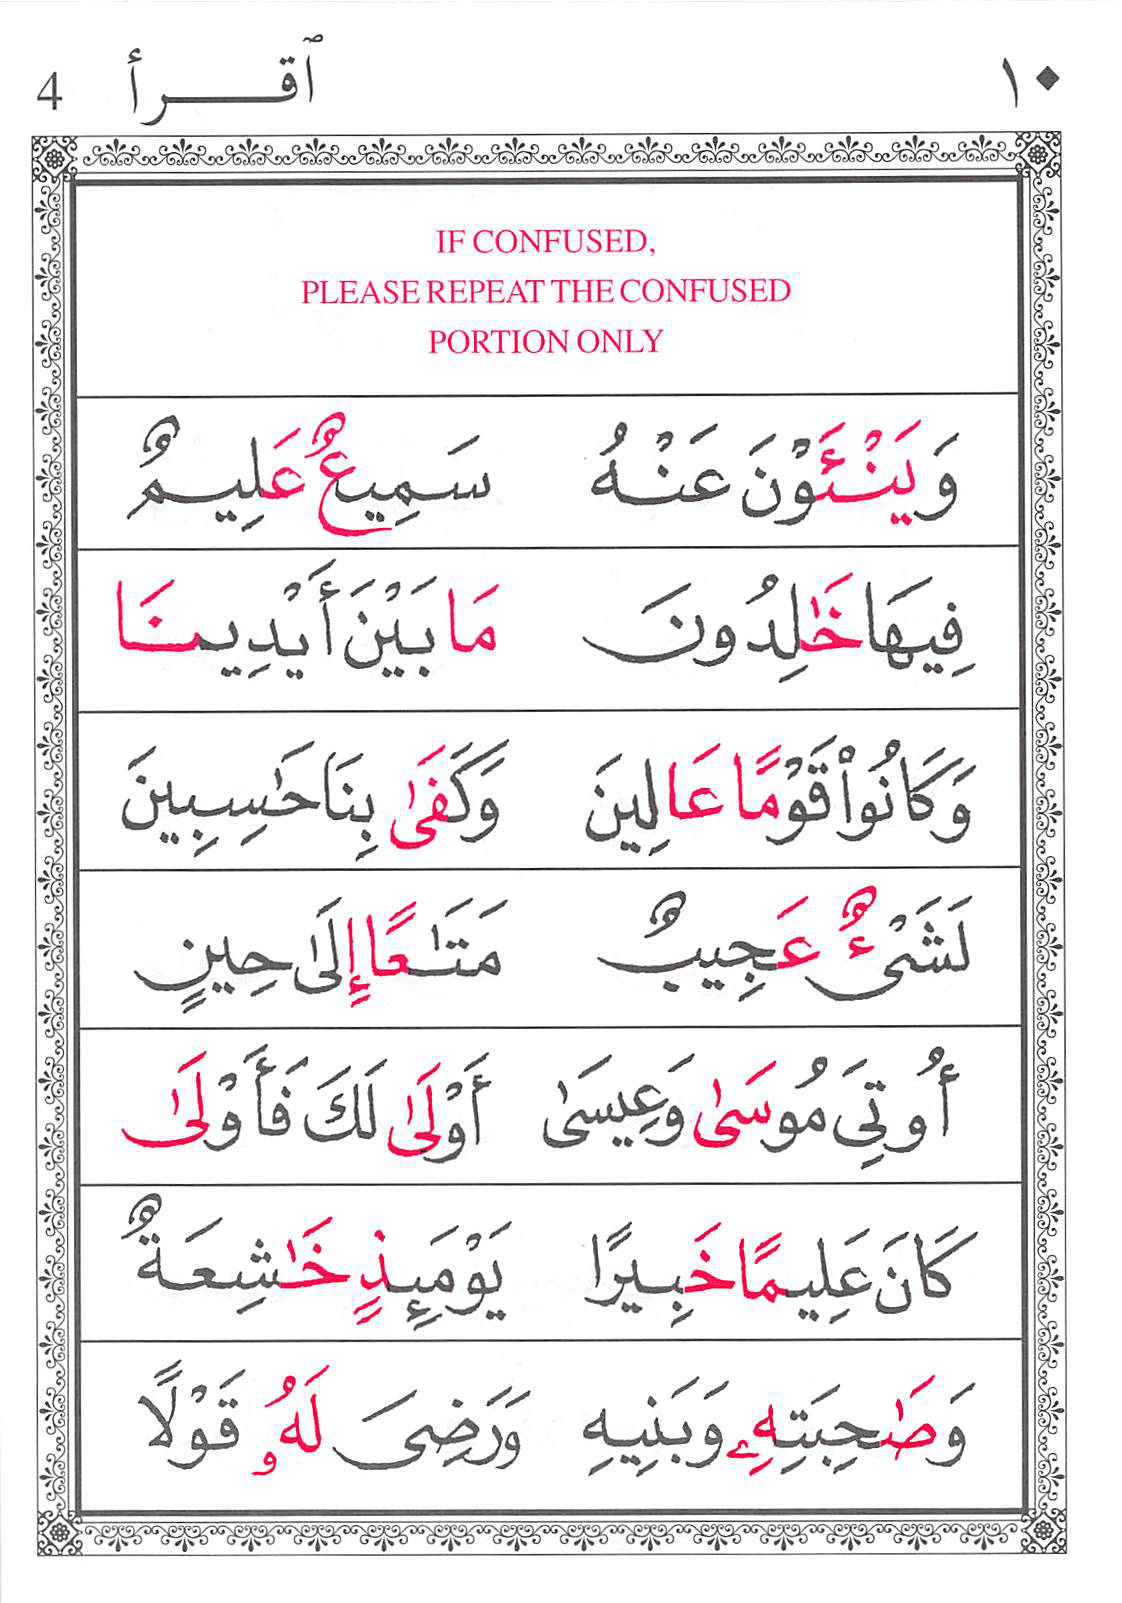 4 ٱقـــرأ ١٠
IF CONFUSED,
PLEASE REPEAT THE CONFUSED
PORTION ONLY
وَيَنْـَٔوْنَ عَنْهُ سَمِيعٌ عَلِيمٌ
فِيهَا خَٰلِدُونَ مَا بَيْنَ أَيْدِينَا
وَكَانُوا۟ قَوْمًا عَالِينَ وَكَفَىٰ بِنَا حَٰسِبِينَ
لَشَىْءٌ عَجِيبٌ مَتَٰعًا إِلَىٰ حِينٍ
أُوتِىَ مُوسَىٰ وَعِيسَىٰ أَوْلَىٰ لَكَ فَأَوْلَىٰ
كَانَ عَلِيمًا خَبِيرًا يَوْمَئِذٍ خَٰشِعَةٌ
وَصَٰحِبَتِهِۦ وَبَنِيهِ وَرَضِىَ لَهُۥ قَوْلًا